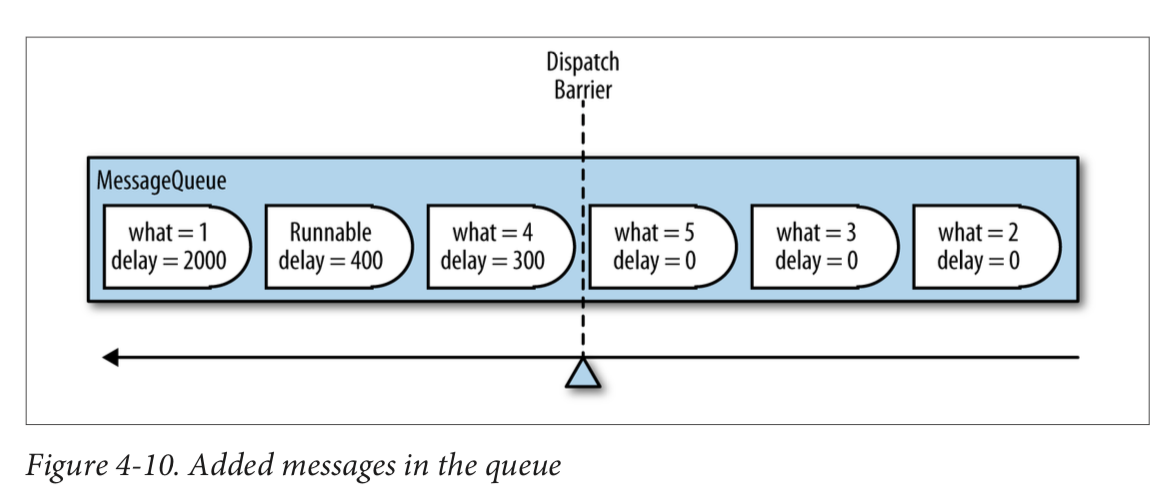 Dispatch
Barrier
MessageQueue
what = 1
delay = 2000
Runnable
delay = 400
what = 4
delay = 300
what = 5
delay = 0
what = 3
delay = 0
what = 2
delay = 0
Figure 4-10. Added messages in the queue